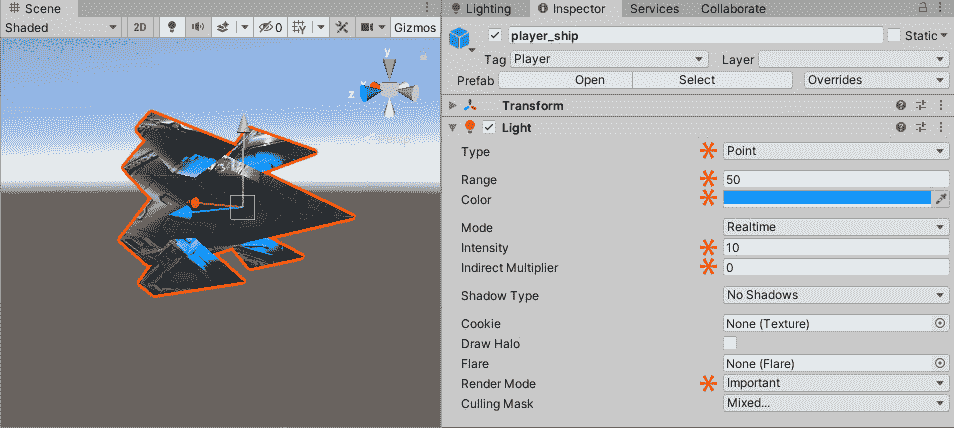 Scene
Lighting Inspector Services Collaborate
Shaded 2D 0 Gizmos
player_ship Static
Tag Player Layer
Prefab Open Select Overrides
Transform
Light
y
z
Type Point
Range 50
Color
Mode Realtime
Intensity 10
Indirect Multiplier 0
Shadow Type No Shadows
Cookie None (Texture)
Draw Halo
Flare None (Flare)
Render Mode Important
Culling Mask Mixed...